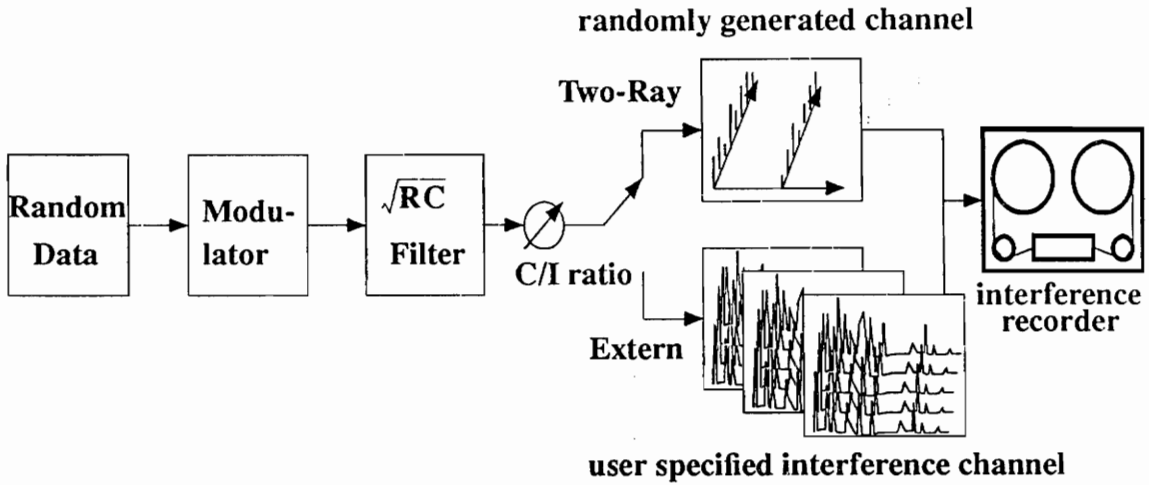 randomly generated channel
Two-Ray
Random
Data
Modu-
lator
√RC
Filter
C/I ratio
Extern
interference
recorder
user specified interference channel